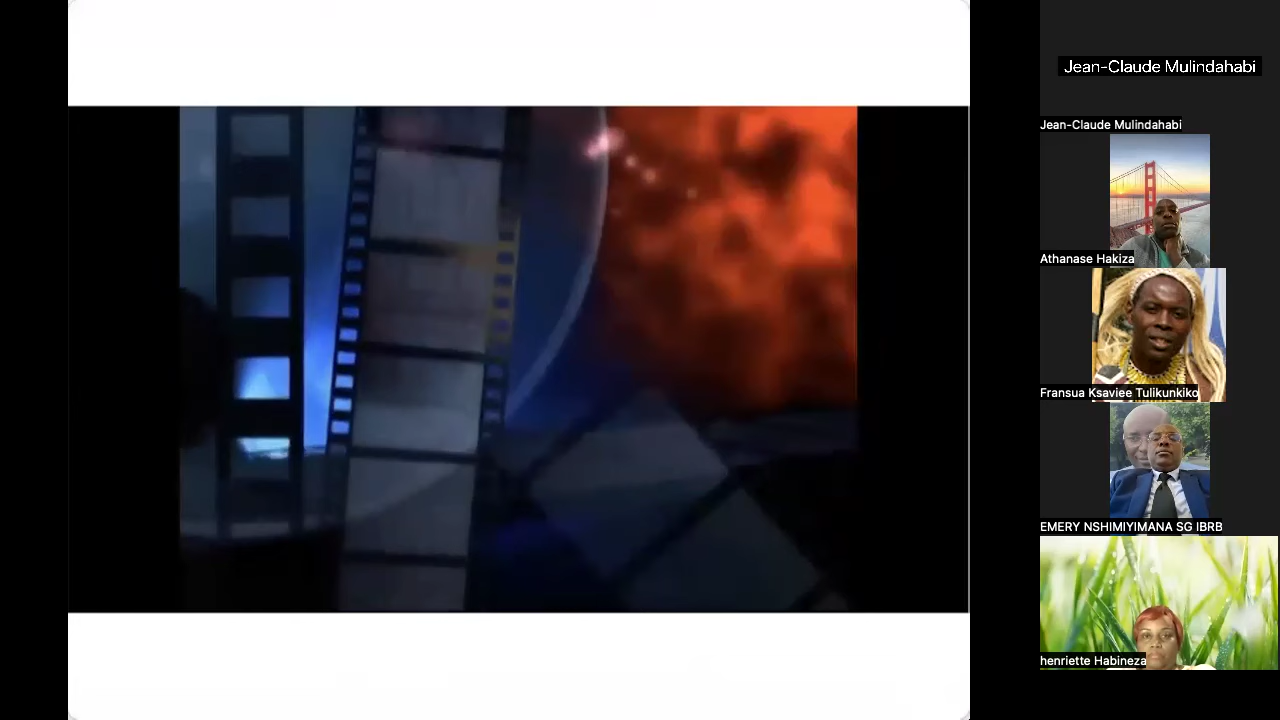 Jean-Claude Mulindahabi
Jean-Claude Mulindahabi
Athanase Hakiza
Fransua Ksaviee Tulikunkiko
EMERY NSHIMIYIMANA SG IBRB
henriette Habineza